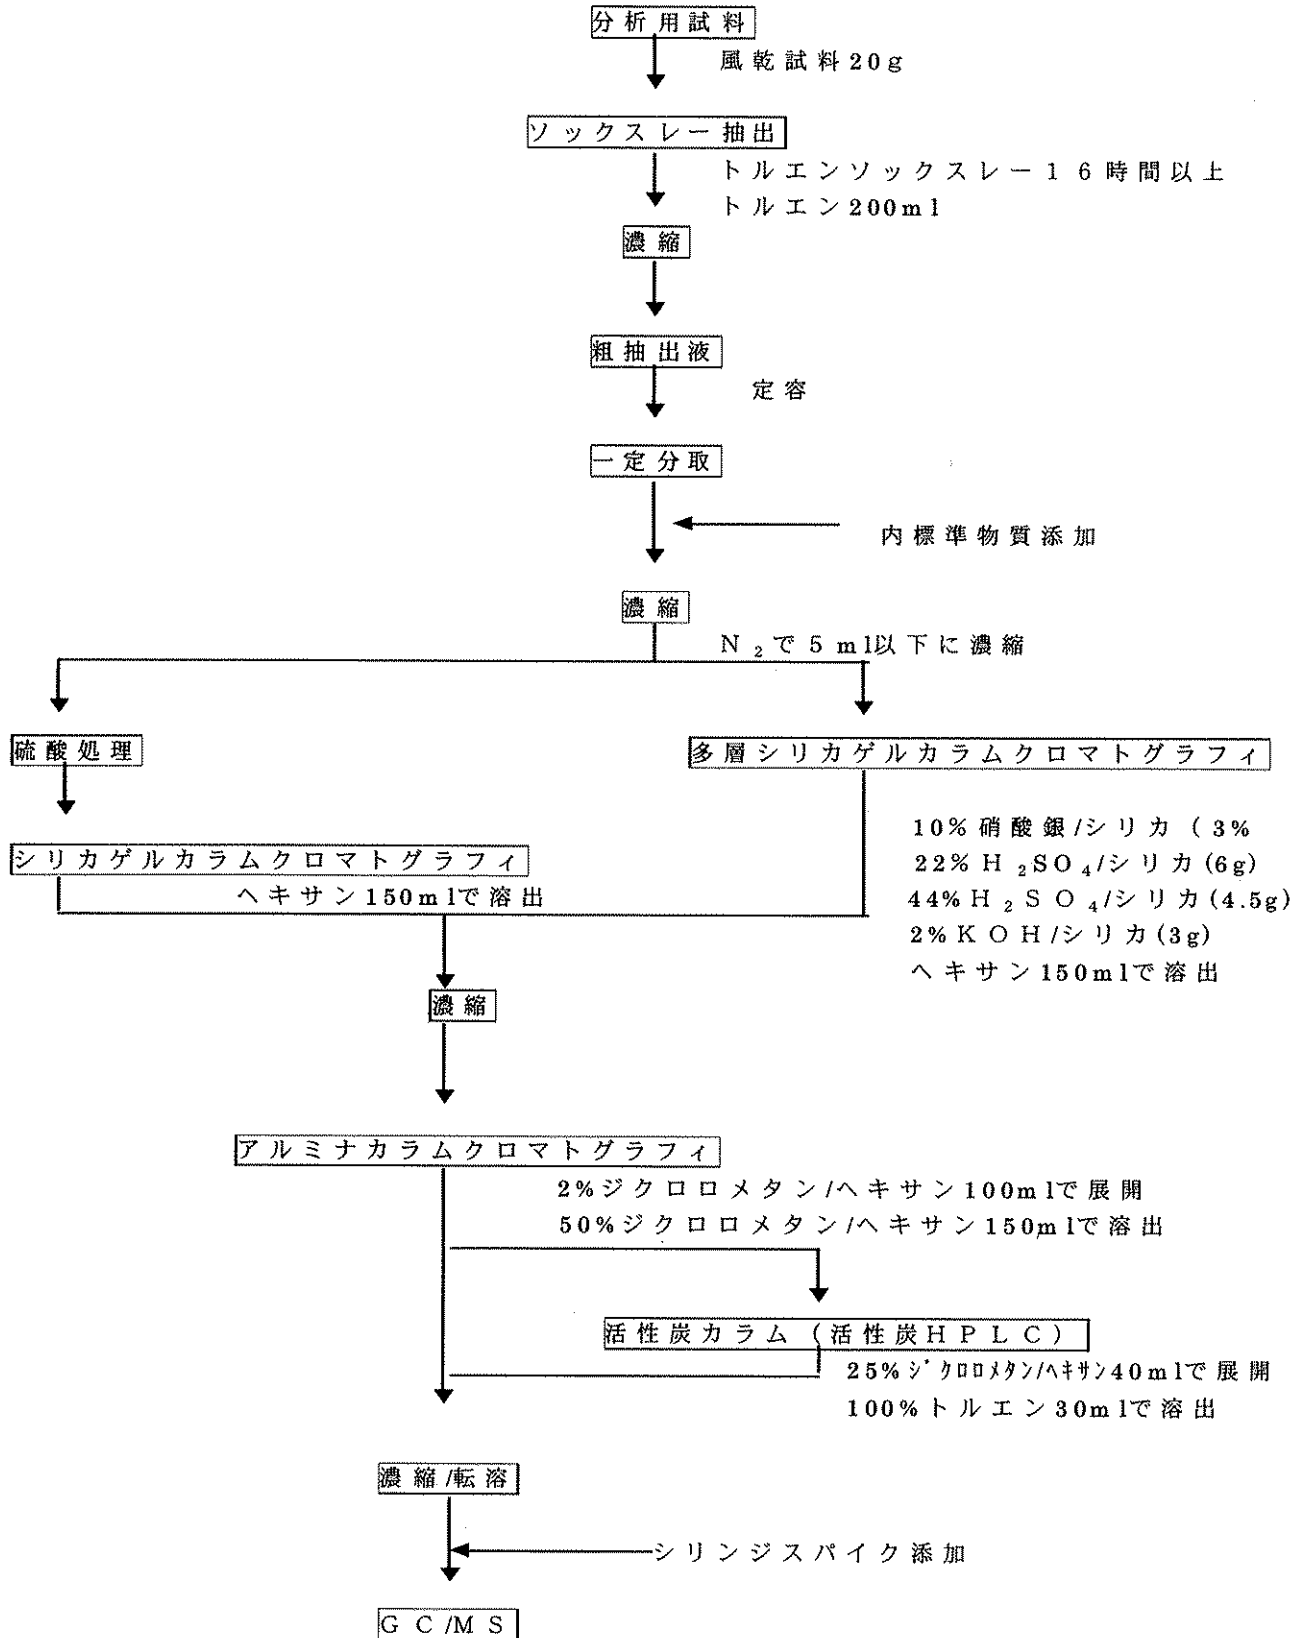 分析用試料
風乾試料20g
ソックスレー抽出
トルエンソックスレー16時間以上
トルエン200ml
濃縮
粗抽出液
定容
一定分取
内標準物質添加
濃縮
N₂で5ml以下に濃縮
硫酸処理
多層シリカゲルカラムクロマトグラフィ
シリカゲルカラムクロマトグラフィ
ヘキサン150mlで溶出
10%硝酸銀/シリカ(3%
22%H₂SO₄/シリカ(6g)
44%H₂SO₄/シリカ(4.5g)
2%KOH/シリカ(3g)
ヘキサン150mlで溶出
濃縮
アルミナカラムクロマトグラフィ
2%ジクロロメタン/ヘキサン100mlで展開
50%ジクロロメタン/ヘキサン150mlで溶出
活性炭カラム(活性炭HPLC)
25%ジクロロメタン/ヘキサン40mlで展開
100%トルエン30mlで溶出
濃縮/転溶
シリンジスパイク添加
GC/MS